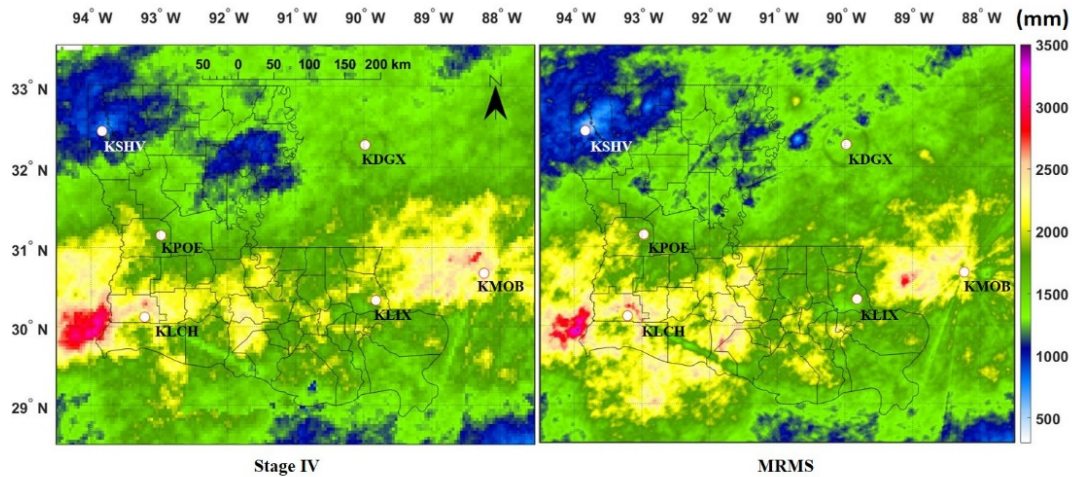 94° W 93° W 92° W 91° W 90° W 89° W 88° W 94° W 93° W 92° W 91° W 90° W 89° W 88° W (mm)
50 0 50 100 150 200 km
N
33° N
32° N
31° N
30° N
29° N
KSHV
KDGX
KPOE
KMOB
KLIX
KLCH
KSHV
KDGX
KPOE
KMOB
KLIX
KLCH
3500
3000
2500
2000
1500
1000
500
Stage IV MRMS